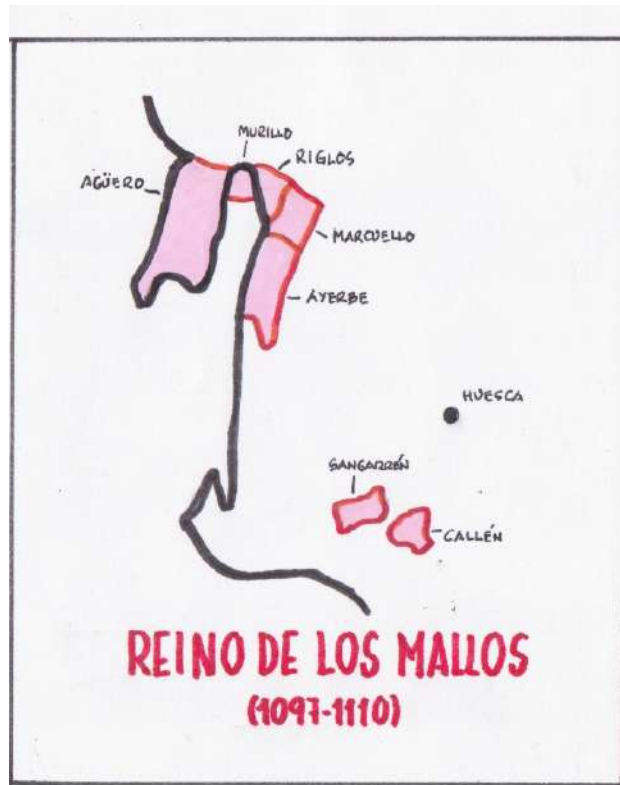 MURILLO
RIGLOS
AGÜERO
MARCUELLO
AYERBE
HUESCA
SANGARRÉN
CALLÉN
REINO DE LOS MALLOS
(1097-1110)